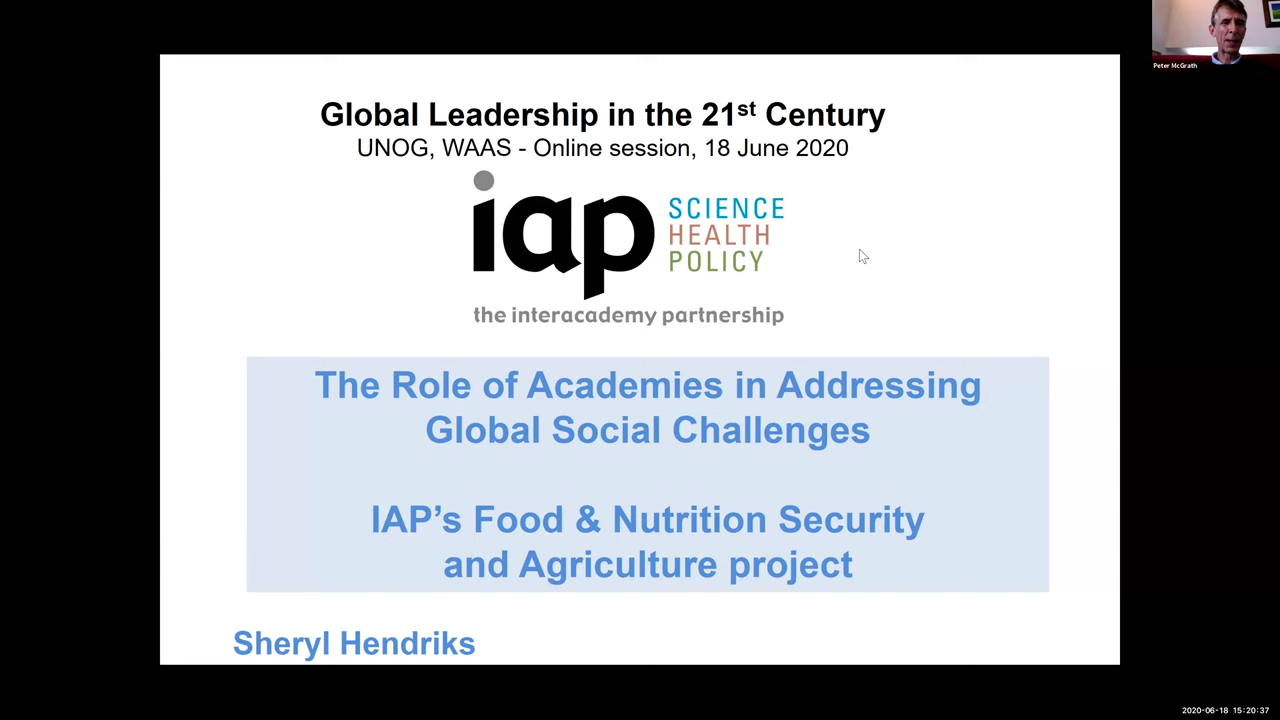 Peter McGrath
Global Leadership in the 21st Century
UNOG, WAAS - Online session, 18 June 2020
iap
SCIENCE
HEALTH
POLICY
the interacademy partnership
The Role of Academies in Addressing
Global Social Challenges
IAP’s Food & Nutrition Security
and Agriculture project
Sheryl Hendriks
2020-06-18 15:20:37